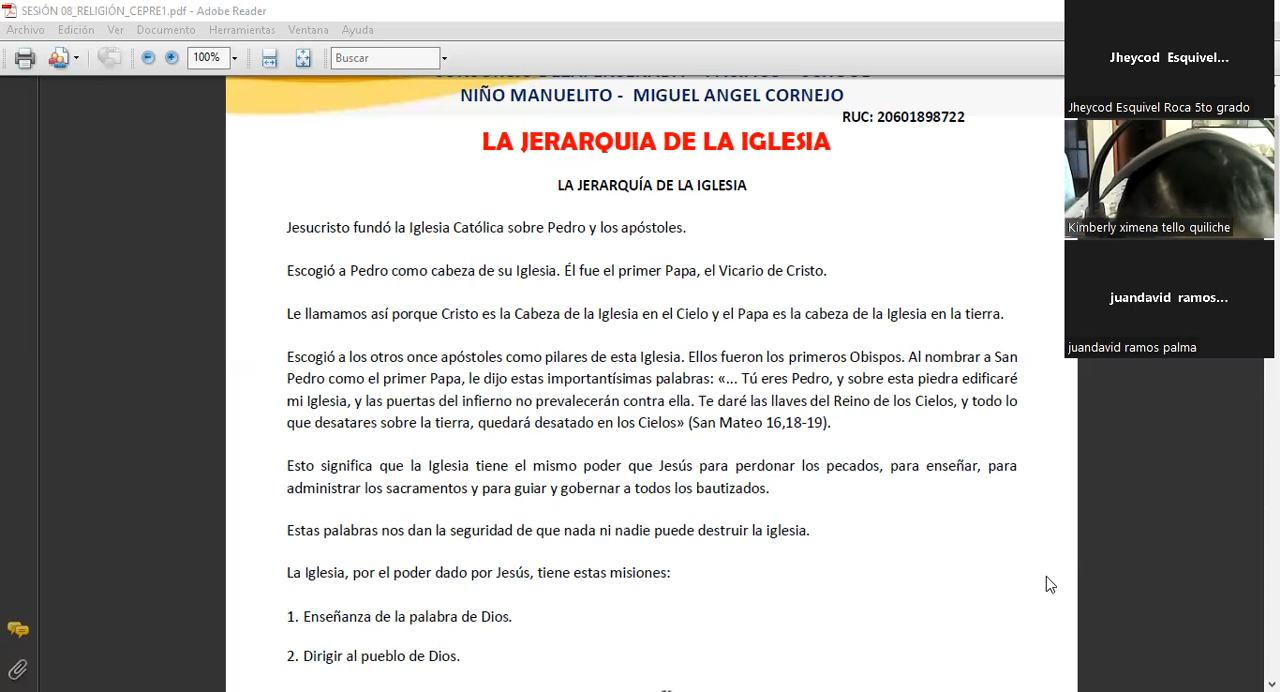 SESIÓN 08_RELIGIÓN_CEPRE1.pdf - Adobe Reader
Archivo Edición Ver Documento Herramientas Ventana Ayuda
100% Buscar
NIÑO MANUELITO - MIGUEL ANGEL CORNEJO
RUC: 20601898722
LA JERARQUIA DE LA IGLESIA
LA JERARQUÍA DE LA IGLESIA
Jesucristo fundó la Iglesia Católica sobre Pedro y los apóstoles.
Escogió a Pedro como cabeza de su Iglesia. Él fue el primer Papa, el Vicario de Cristo.
Le llamamos así porque Cristo es la Cabeza de la Iglesia en el Cielo y el Papa es la cabeza de la Iglesia en la tierra.
Escogió a los otros once apóstoles como pilares de esta Iglesia. Ellos fueron los primeros Obispos. Al nombrar a San
Pedro como el primer Papa, le dijo estas importantísimas palabras: «... Tú eres Pedro, y sobre esta piedra edificaré
mi Iglesia, y las puertas del infierno no prevalecerán contra ella. Te daré las llaves del Reino de los Cielos, y todo lo
que desatares sobre la tierra, quedará desatado en los Cielos» (San Mateo 16,18-19).
Esto significa que la Iglesia tiene el mismo poder que Jesús para perdonar los pecados, para enseñar, para
administrar los sacramentos y para guiar y gobernar a todos los bautizados.
Estas palabras nos dan la seguridad de que nada ni nadie puede destruir la iglesia.
La Iglesia, por el poder dado por Jesús, tiene estas misiones:
1. Enseñanza de la palabra de Dios.
2. Dirigir al pueblo de Dios.
Jheycod Esquivel...
Jheycod Esquivel Roca 5to grado
Kimberly ximena tello quiliche
juandavid ramos...
juandavid ramos palma